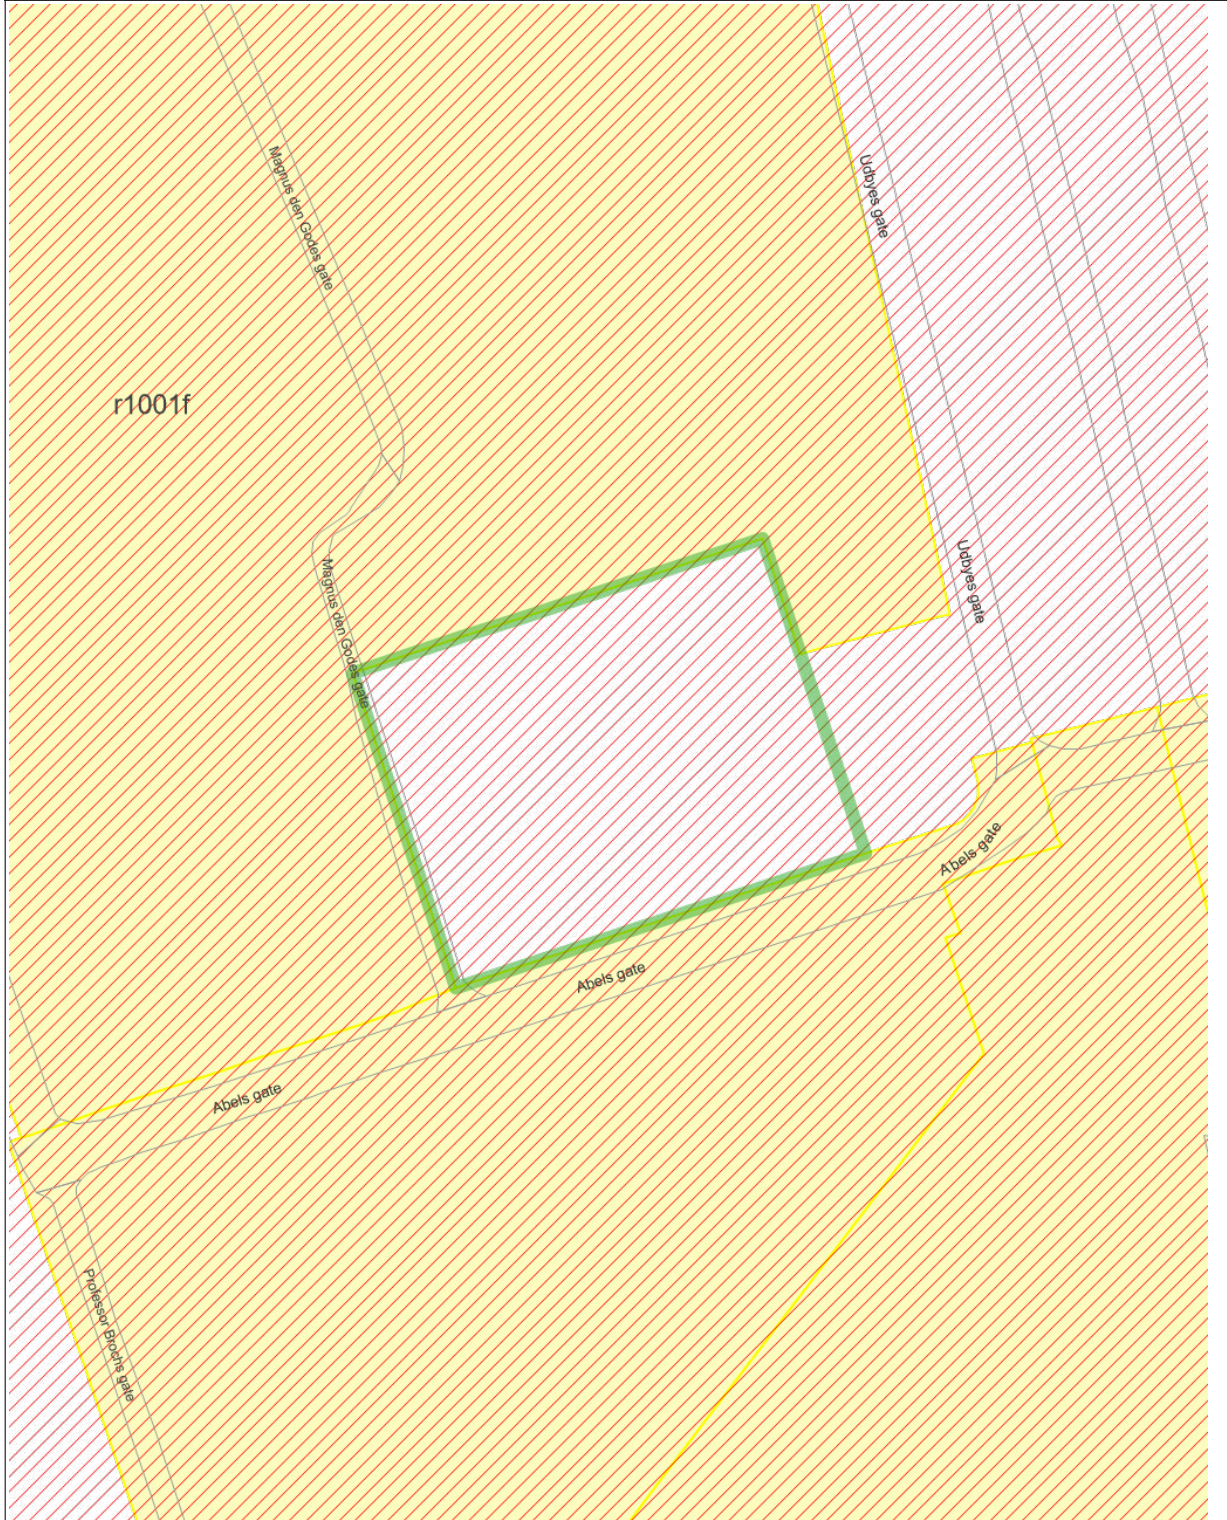 Magnus den Godes gate
Udbyes gate
r1001f
Udbyes gate
Magnus den Godes gate
Abels gate
Abels gate
Abels gate
Professor Brochs gate